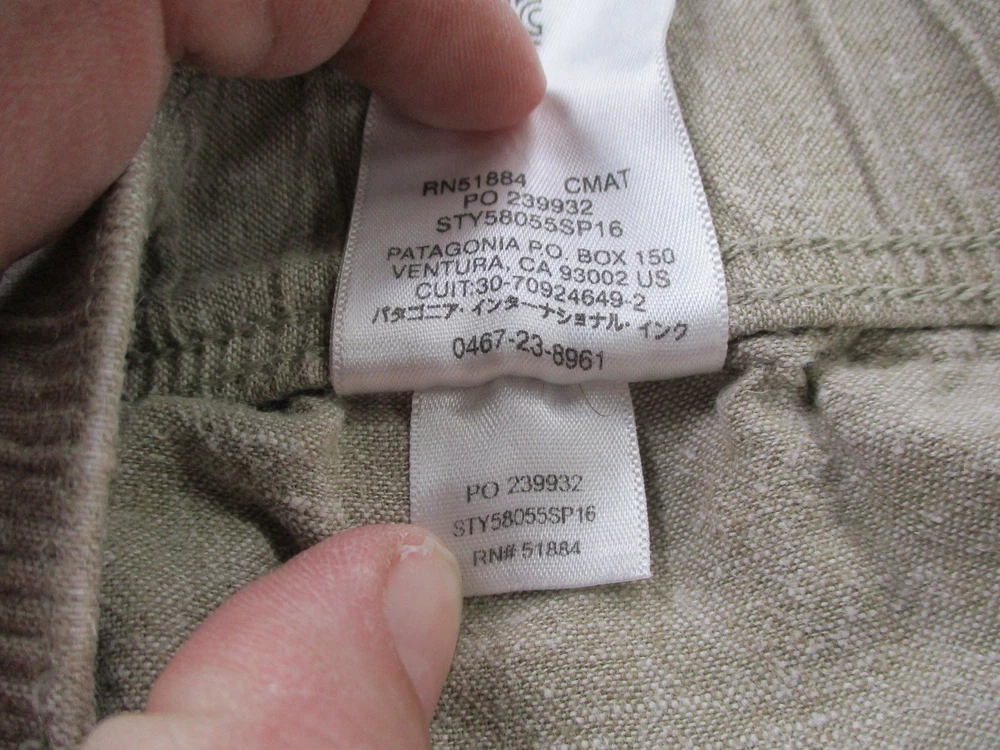 RN51884 CMAT
PO 239932
STY58055SP16
PATAGONIA P.O. BOX 150
VENTURA, CA 93002 US
CUIT:30-70924649-2
パタゴニア・インターナショナル・インク
0467-23-8961
PO 239932
STY58055SP16
RN# 51884